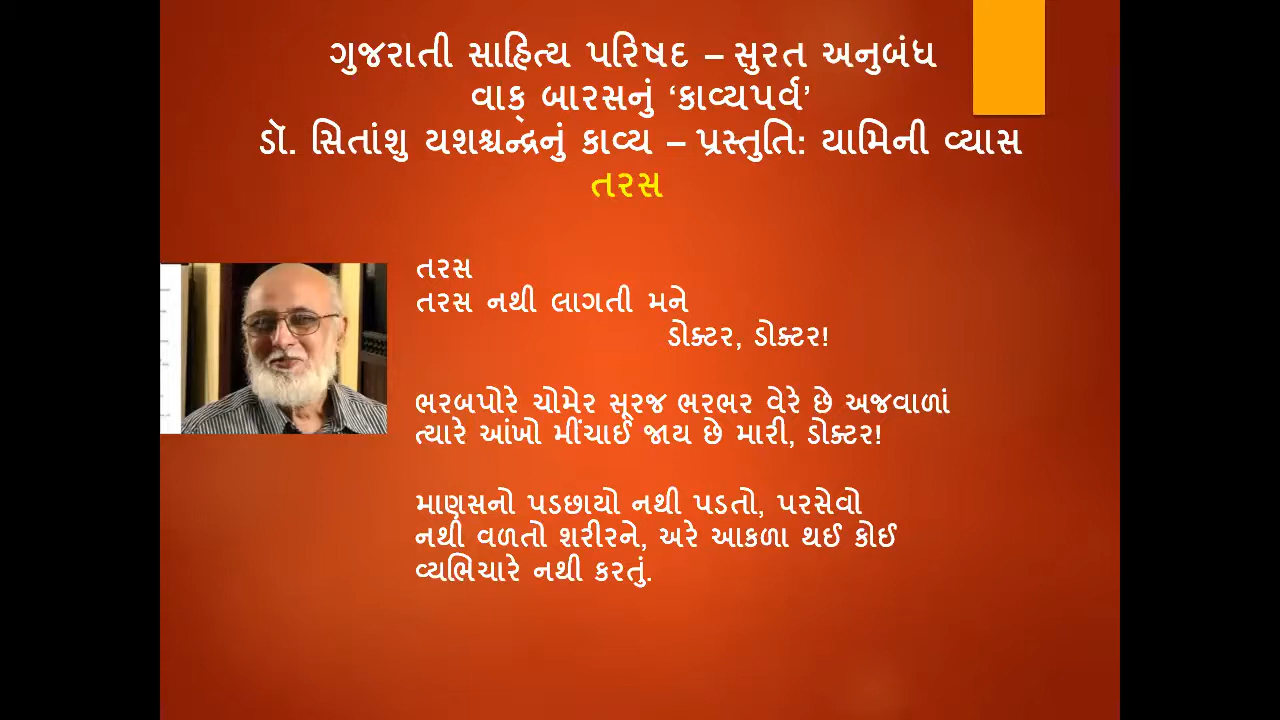 ગુજરાતી સાહિત્ય પરિષદ – સુરત અનુબંધ
વાક્ બારસનું ‘કાવ્યપર્વ’
ડૉ. સિતાંશુ યશશ્ચન્દ્રનું કાવ્ય – પ્રસ્તુતિ: યામિની વ્યાસ
તરસ
તરસ
તરસ નથી લાગતી મને
ડોક્ટર, ડોક્ટર!
ભરબપોરે ચોમેર સૂરજ ભરભર વેરે છે અજવાળાં
ત્યારે આંખો મીંચાઈ જાય છે મારી, ડોક્ટર!
માણસનો પડછાયો નથી પડતો, પરસેવો
નથી વળતો શરીરને, અરે આકળા થઈ કોઈ
વ્યભિચારે નથી કરતું.